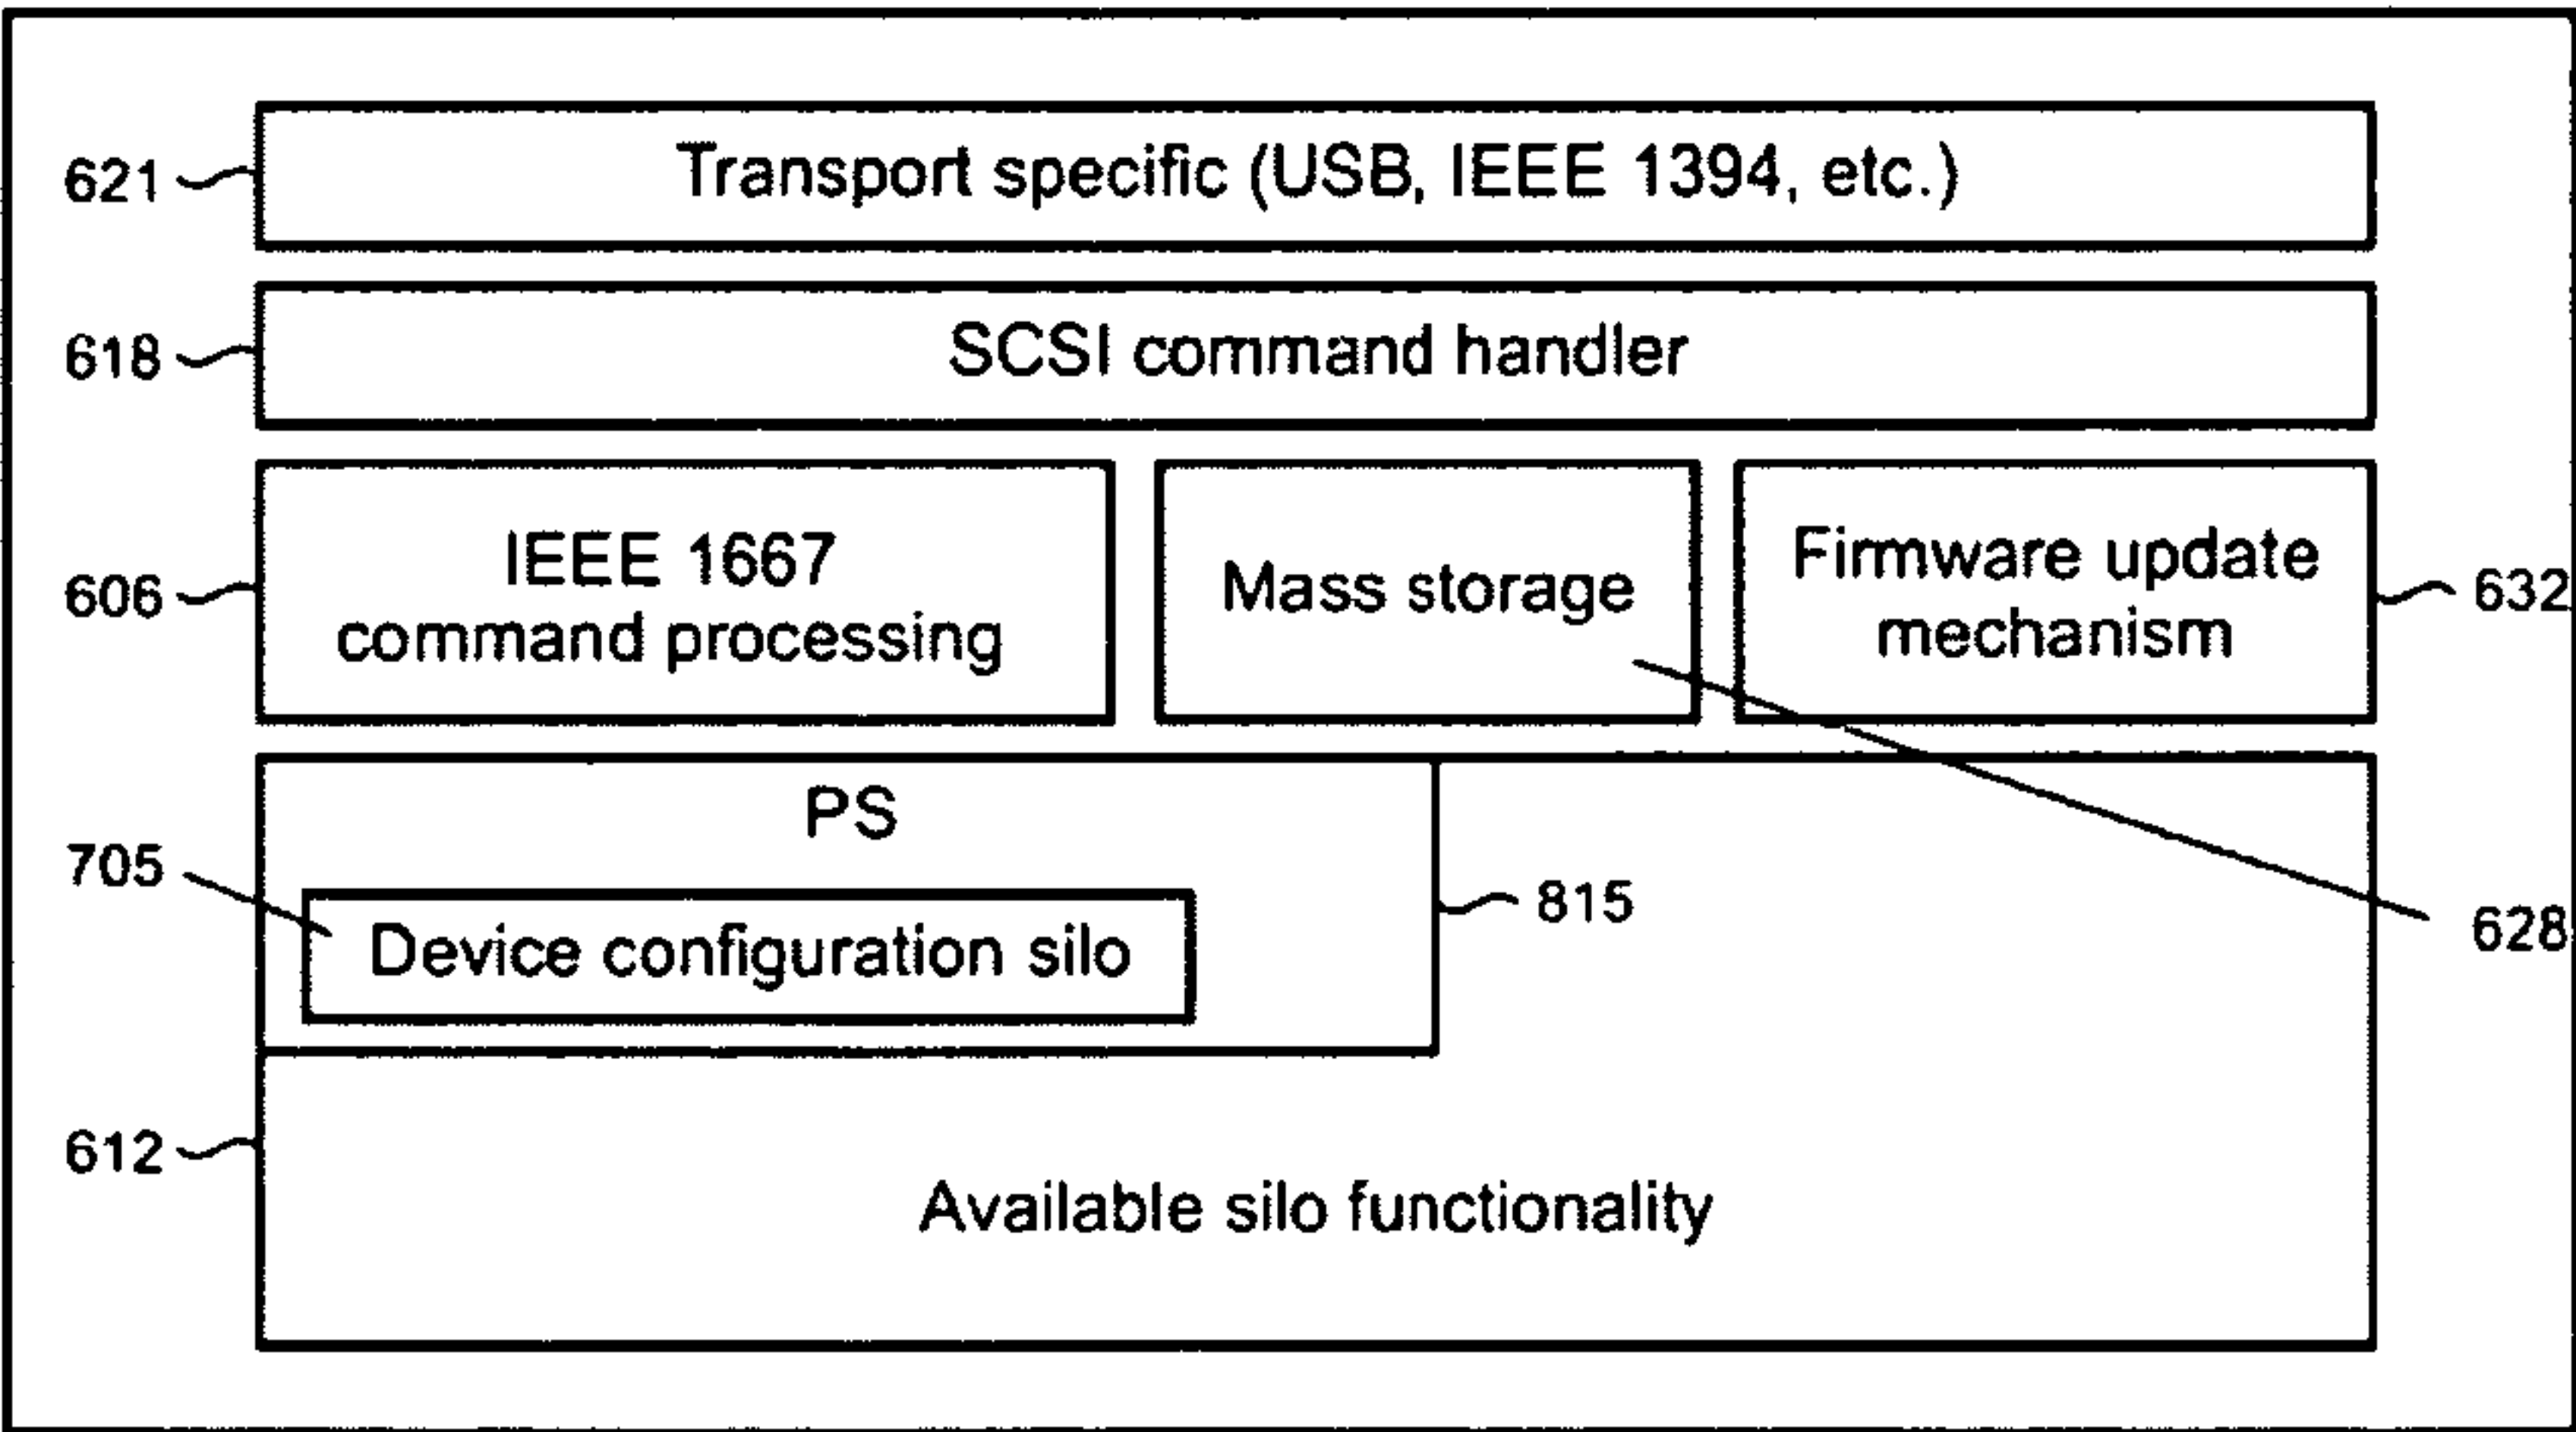 621
Transport specific (USB, IEEE 1394, etc.)
618
SCSI command handler
606
IEEE 1667
command processing
Mass storage
Firmware update
mechanism
632
PS
705
Device configuration silo
815
628
612
Available silo functionality